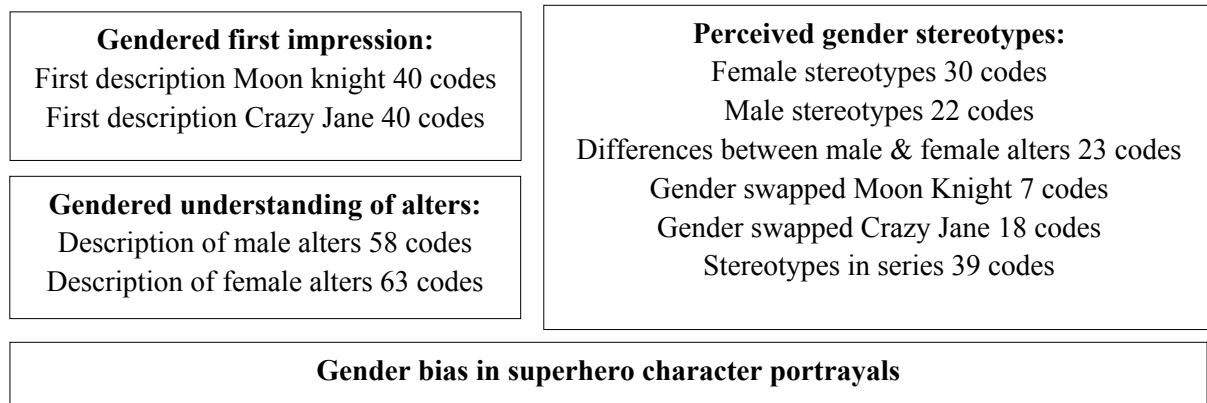 Gendered first impression:
First description Moon knight 40 codes
First description Crazy Jane 40 codes
Gendered understanding of alters:
Description of male alters 58 codes
Description of female alters 63 codes
Perceived gender stereotypes:
Female stereotypes 30 codes
Male stereotypes 22 codes
Differences between male & female alters 23 codes
Gender swapped Moon Knight 7 codes
Gender swapped Crazy Jane 18 codes
Stereotypes in series 39 codes
Gender bias in superhero character portrayals